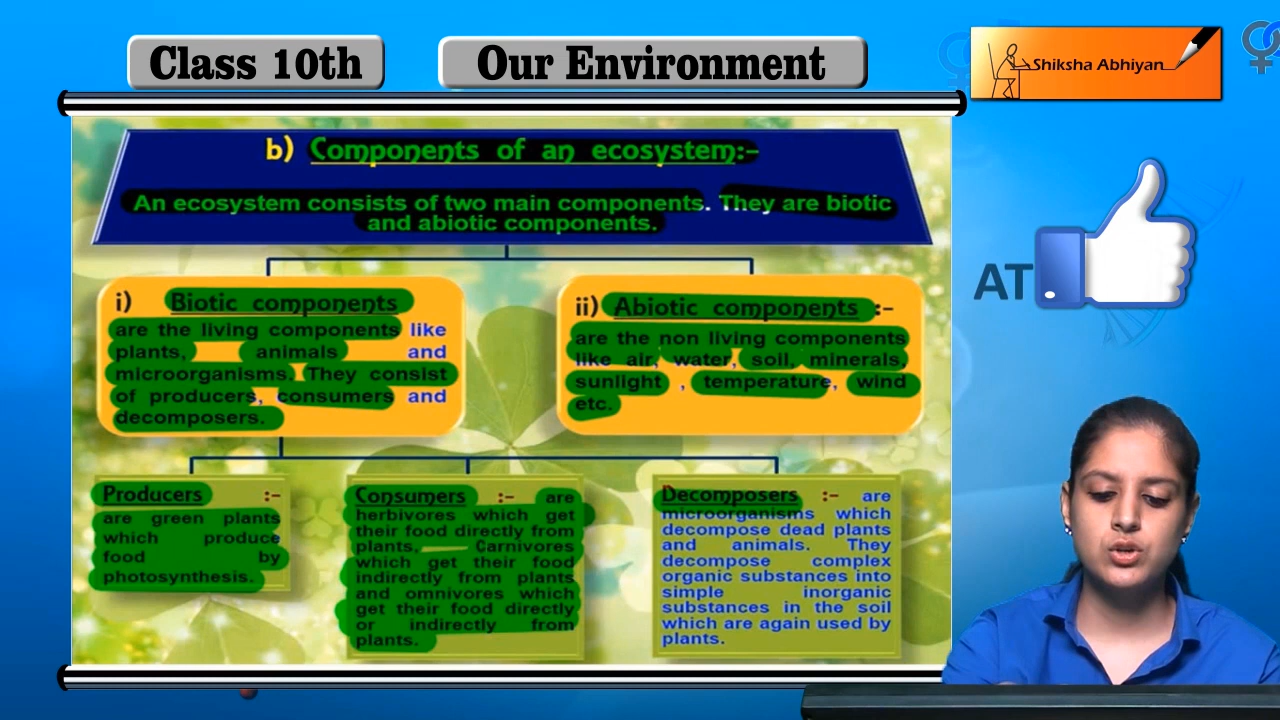 Class 10th
Our Environment
Shiksha Abhiyan
b) Components of an ecosystem:-
An ecosystem consists of two main components. They are biotic
and abiotic components.
i) Biotic components
are the living components like
plants, animals and
microorganisms. They consist
of producers, consumers and
decomposers.
ii) Abiotic components :-
are the non living components
like air, water, soil, minerals,
sunlight , temperature, wind
etc.
Producers :-
are green plants
which produce
food by
photosynthesis.
Consumers :- are
herbivores which get
their food directly from
plants, Carnivores
which get their food
indirectly from plants
and omnivores which
get their food directly
or indirectly from
plants.
Decomposers :- are
microorganisms which
decompose dead plants
and animals. They
decompose complex
organic substances into
simple inorganic
substances in the soil
which are again used by
plants.
AT